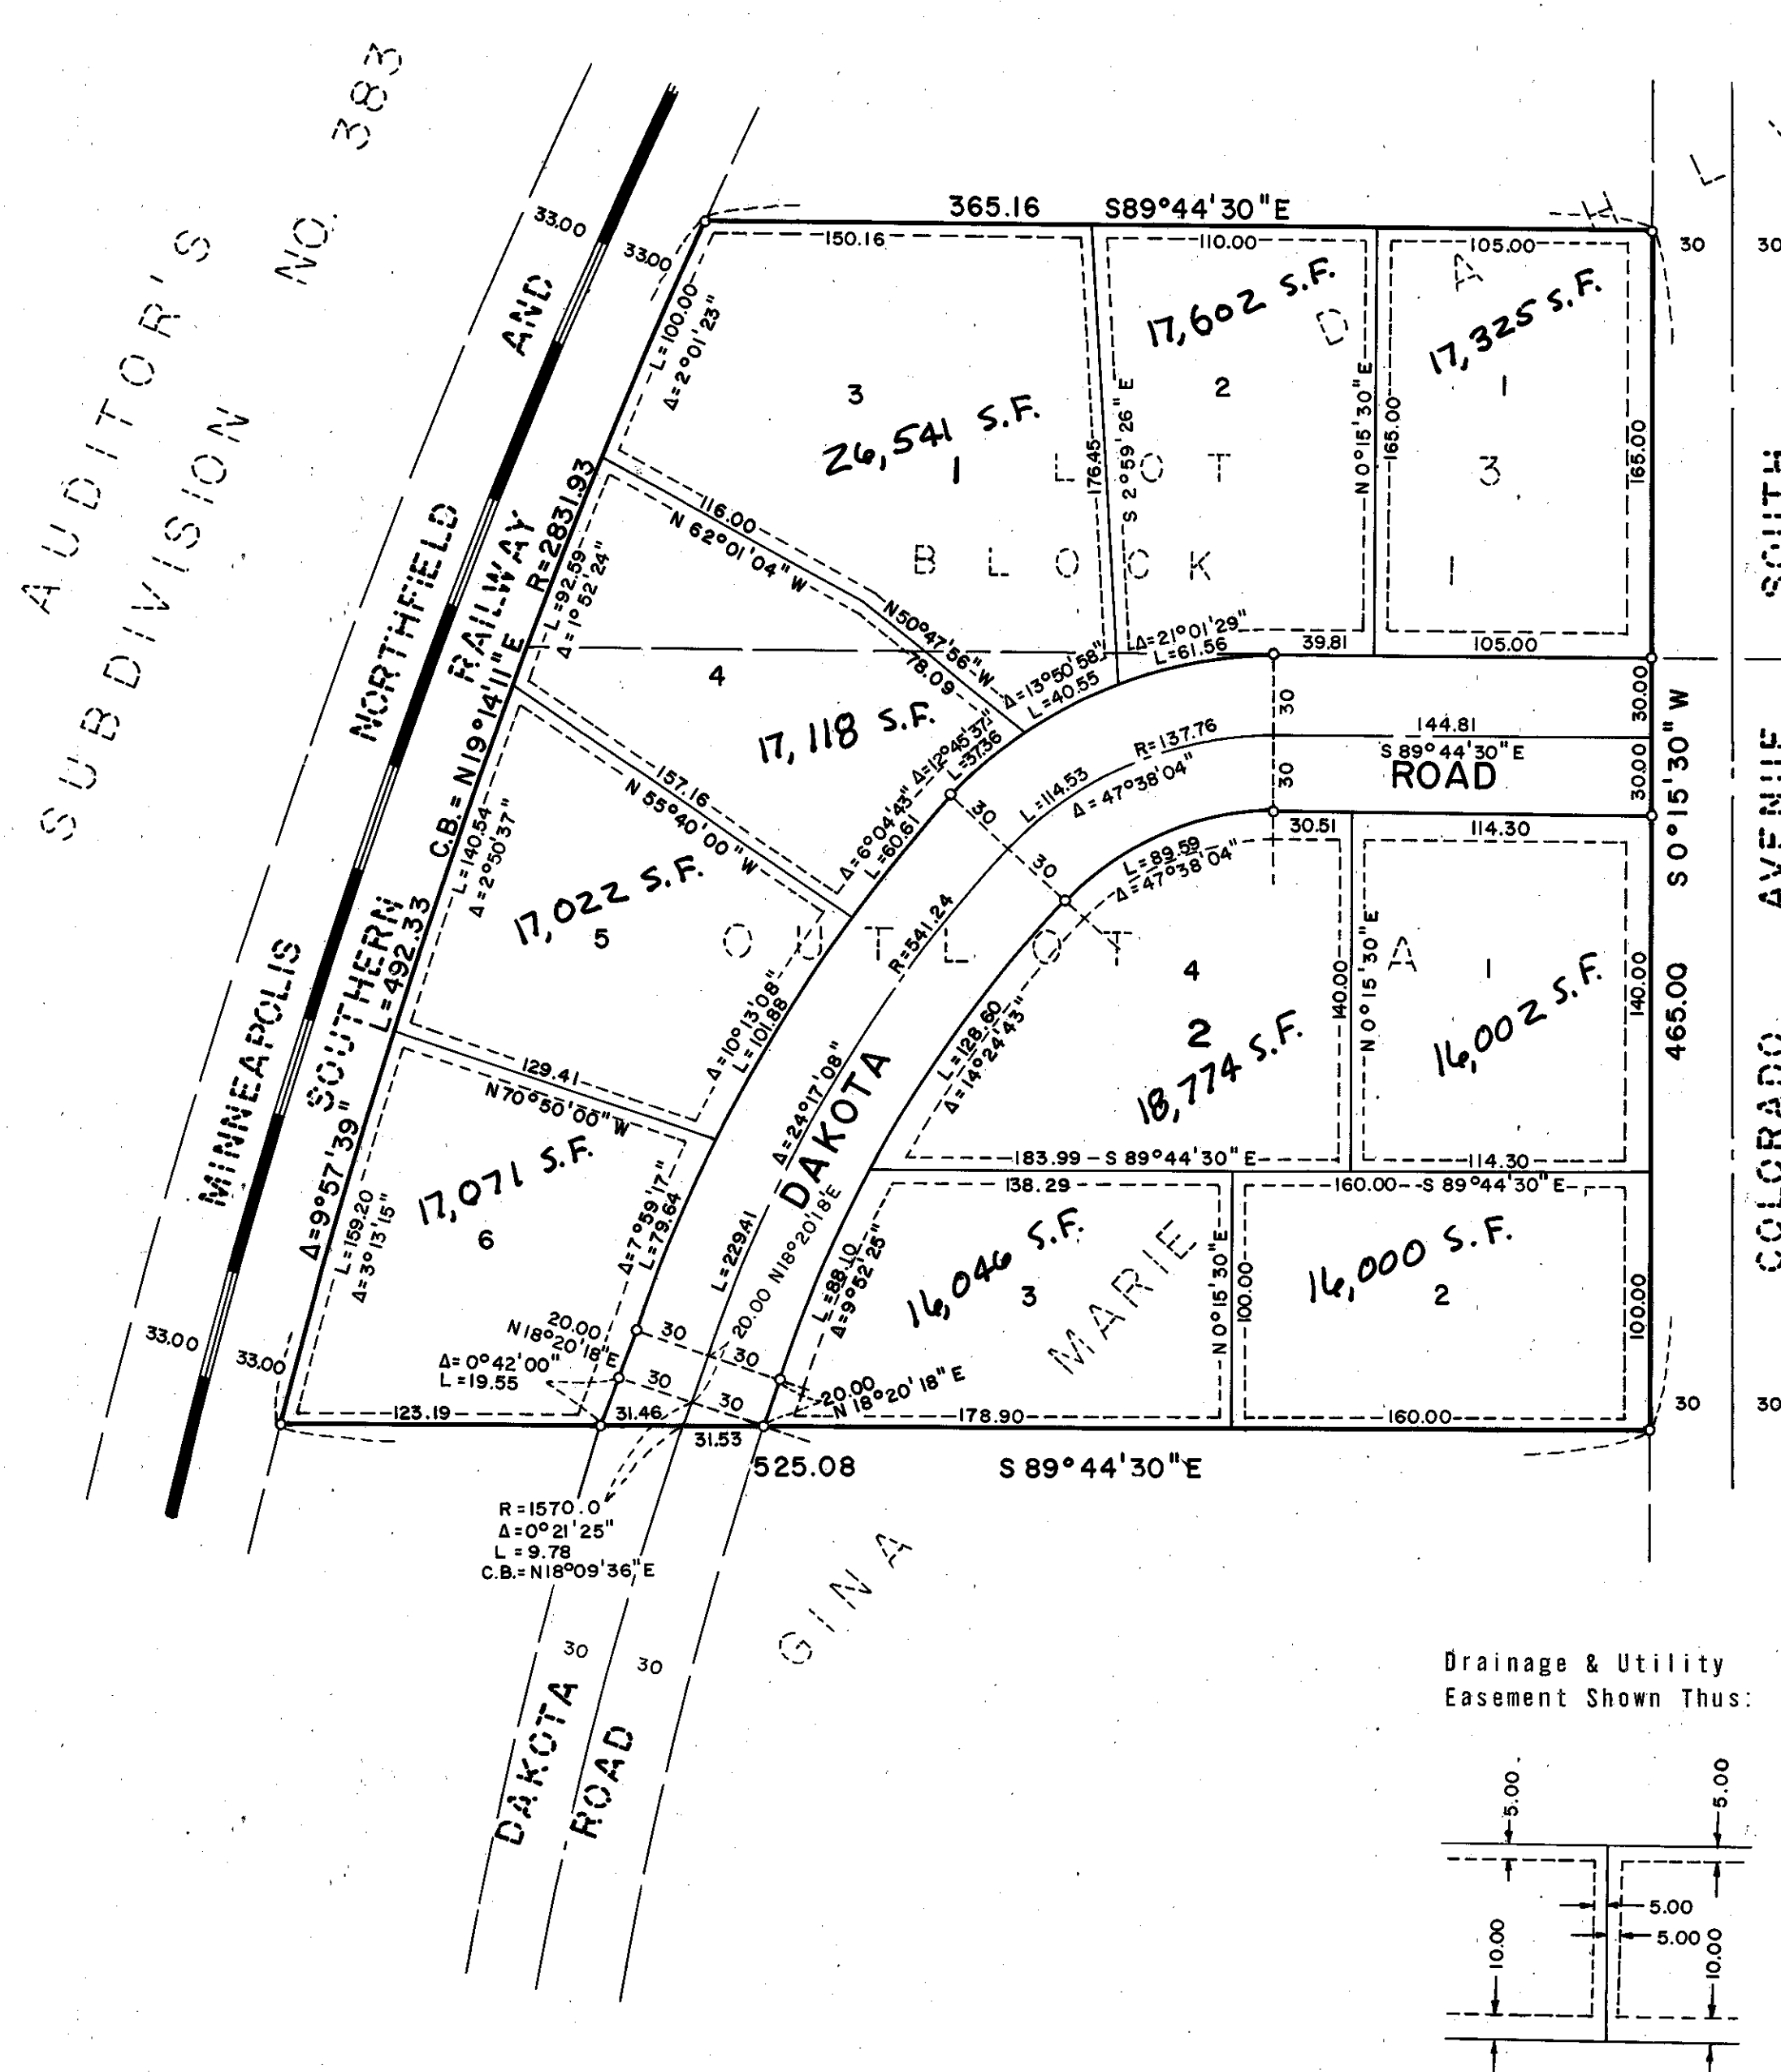 AUDITOR'S
SUBDIVISION NO. 383
33.00
33.00
365.16 S89°44'30"E
150.16
110.00
105.00
30
30
L=100.00
Δ=2°01'23"
3
26,541 S.F.
1
17,602 S.F.
2
17,325 S.F.
1
176.45
S 2°59'26" E
N 0°15'30" E
165.00
165.00
LOT 3
BLOCK 1
116.00
N 62°01'04" W
N50°47'56" W
78.09
L=92.59
Δ=1°52'24"
4
17,118 S.F.
Δ=13°50'58"
L=40.55
Δ=21°01'29"
L=61.56
39.81
105.00
Δ=12°45'37"
L=37.36
Δ=6°04'43"
L=60.61
157.16
N 55°40'00" W
30
30
30.00
30.00
144.81
S 89°44'30" E
ROAD
R=137.76
L=114.53
Δ=47°38'04"
30
30
R=2831.93
C.B.= N19°14'11" E
L=492.33
Δ=9°57'39"
MINNEAPOLIS NORTHFIELD AND
SOUTHERN RAILWAY
L=140.54
Δ=2°50'37"
17,022 S.F.
5
OUTLOT A
R=541.24
Δ=10°13'08"
L=101.88
L=89.59
Δ=47°38'04"
30.51
114.30
4
2
18,774 S.F.
140.00
N 0°15'30" E
1
16,002 S.F.
140.00
S 0°15'30" W
465.00
COLORADO AVENUE SOUTH
L=128.60
Δ=14°24'43"
129.41
N 70°50'00" W
Δ=24°17'08"
L=229.41
DAKOTA
183.99 S 89°44'30" E
114.30
138.29
160.00 S 89°44'30" E
L=159.20
Δ=3°13'15"
17,071 S.F.
6
Δ=7°59'17"
L=79.64
20.00 N18°20'18" E
L=88.10
Δ=9°52'25"
16,046 S.F.
3
N 0°15'30" E
100.00
16,000 S.F.
2
100.00
GINA MARIE
20.00
N18°20'18" E
Δ=0°42'00"
L=19.55
30
30
30
30
20.00
N 18°20'18" E
33.00
33.00
123.19
31.46
31.53
178.90
160.00
30
30
525.08 S 89°44'30" E
R=1570.0
Δ=0°21'25"
L=9.78
C.B.= N18°09'36" E
30
30
DAKOTA
ROAD
Drainage & Utility
Easement Shown Thus:
5.00
5.00
5.00
5.00
10.00
10.00